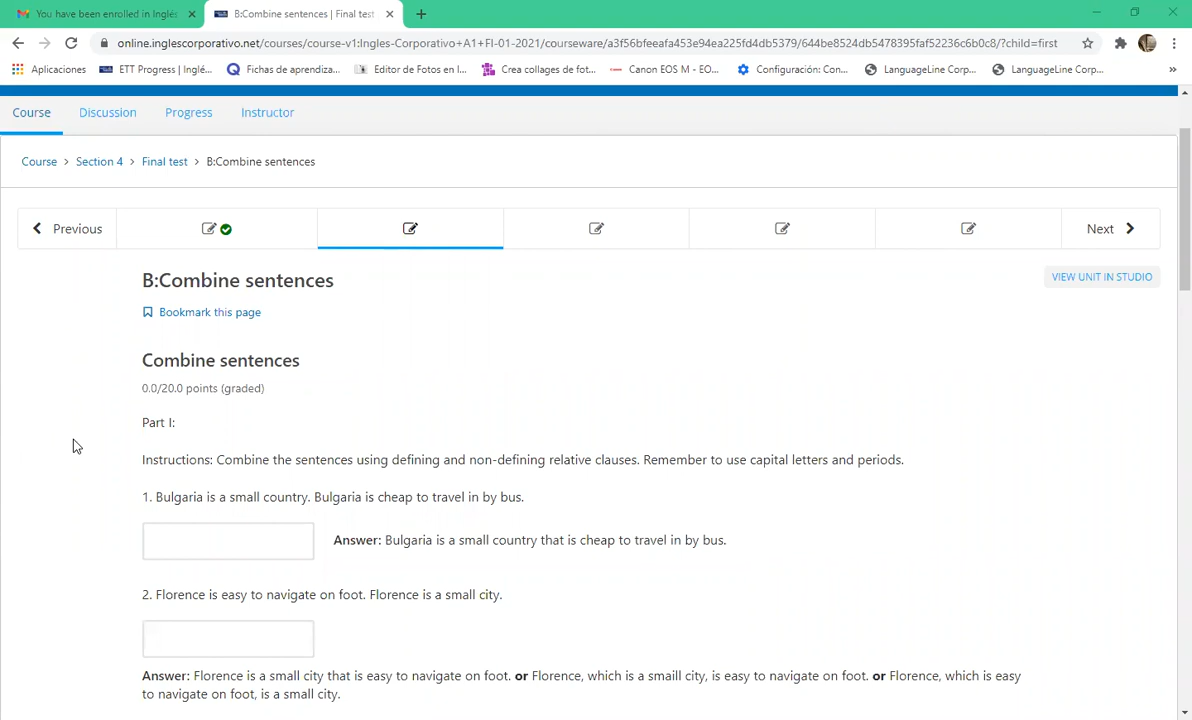 You have been enrolled in Inglés
B:Combine sentences | Final test
online.inglescorporativo.net/courses/course-v1:Ingles-Corporativo+A1+FI-01-2021/courseware/a3f56bfeeafa453e94ea225fd4db5379/644be8524db5478395faf52236c6b0c8/?child=first
Aplicaciones ETT Progress | Inglé... Fichas de aprendiza... Editor de Fotos en l... Crea collages de fot... Canon EOS M - EO... Configuración: Con... LanguageLine Corp... LanguageLine Corp... »
Course Discussion Progress Instructor
Course > Section 4 > Final test > B:Combine sentences
Previous Next
B:Combine sentences
VIEW UNIT IN STUDIO
Bookmark this page
Combine sentences
0.0/20.0 points (graded)
Part I:
Instructions: Combine the sentences using defining and non-defining relative clauses. Remember to use capital letters and periods.
1. Bulgaria is a small country. Bulgaria is cheap to travel in by bus.
Answer: Bulgaria is a small country that is cheap to travel in by bus.
2. Florence is easy to navigate on foot. Florence is a small city.
Answer: Florence is a small city that is easy to navigate on foot. or Florence, which is a smaill city, is easy to navigate on foot. or Florence, which is easy
to navigate on foot, is a small city.